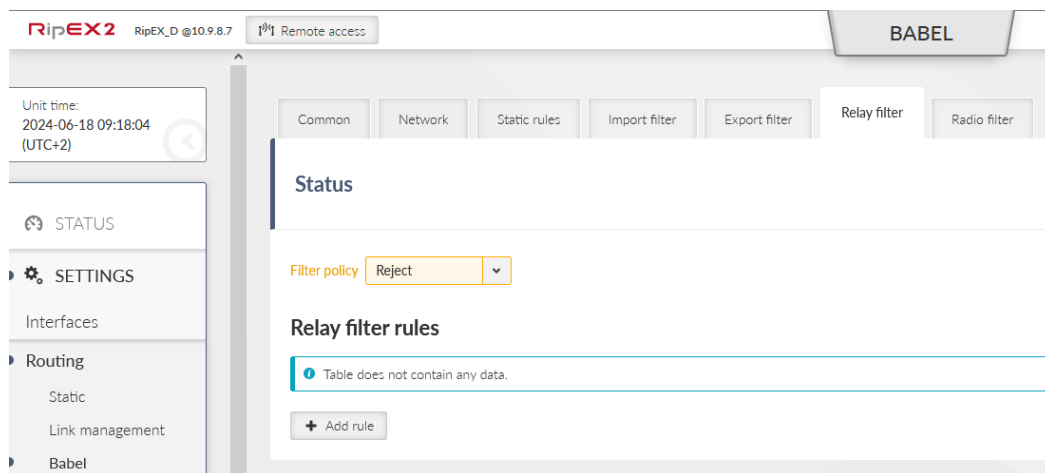 RipEX2 RipEX_D @10.9.8.7 Remote access BABEL
Unit time:
2024-06-18 09:18:04
(UTC+2)
Common Network Static rules Import filter Export filter Relay filter Radio filter
Status
STATUS
Filter policy Reject
SETTINGS
Relay filter rules
Interfaces
Table does not contain any data.
Routing
Static
+ Add rule
Link management
Babel